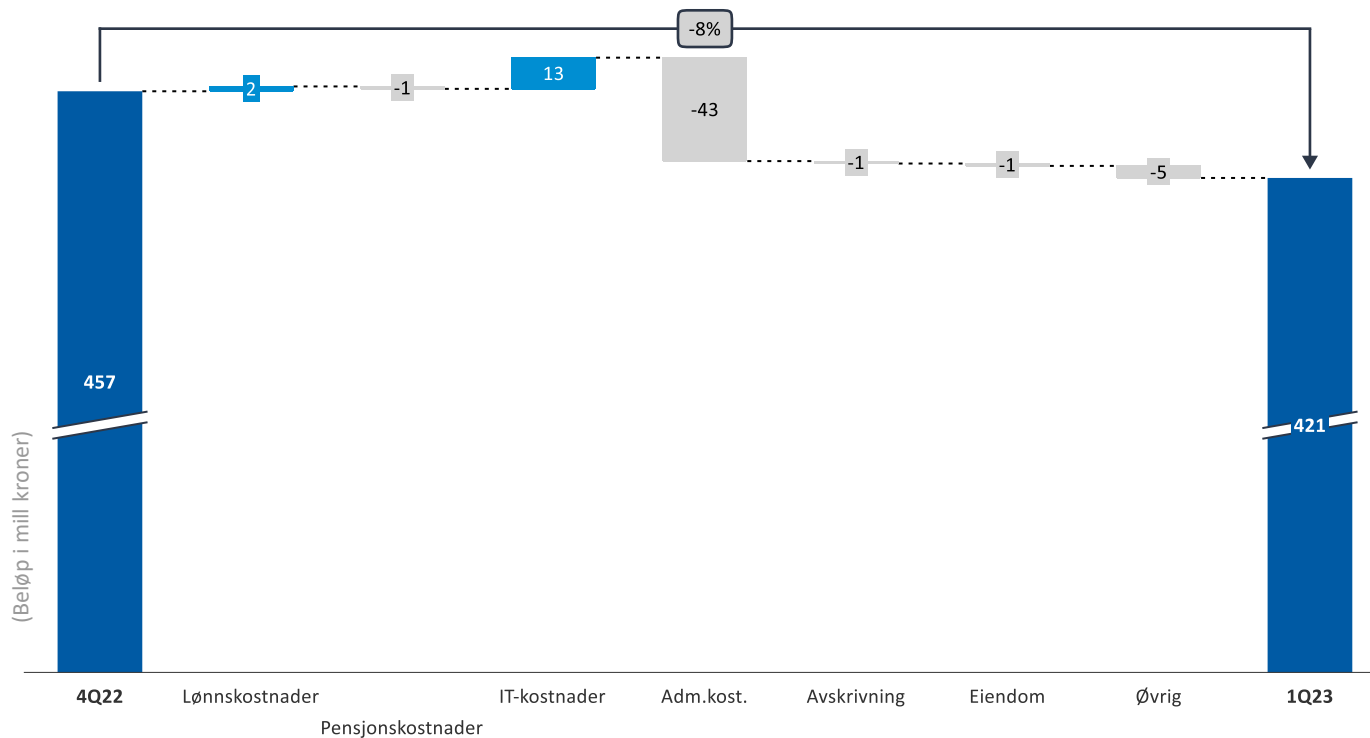 -8%
2
-1
13
-43
-1
-1
-5
457
421
(Beløp i mill kroner)
4Q22
Lønnskostnader
Pensjonskostnader
IT-kostnader
Adm.kost.
Avskrivning
Eiendom
Øvrig
1Q23